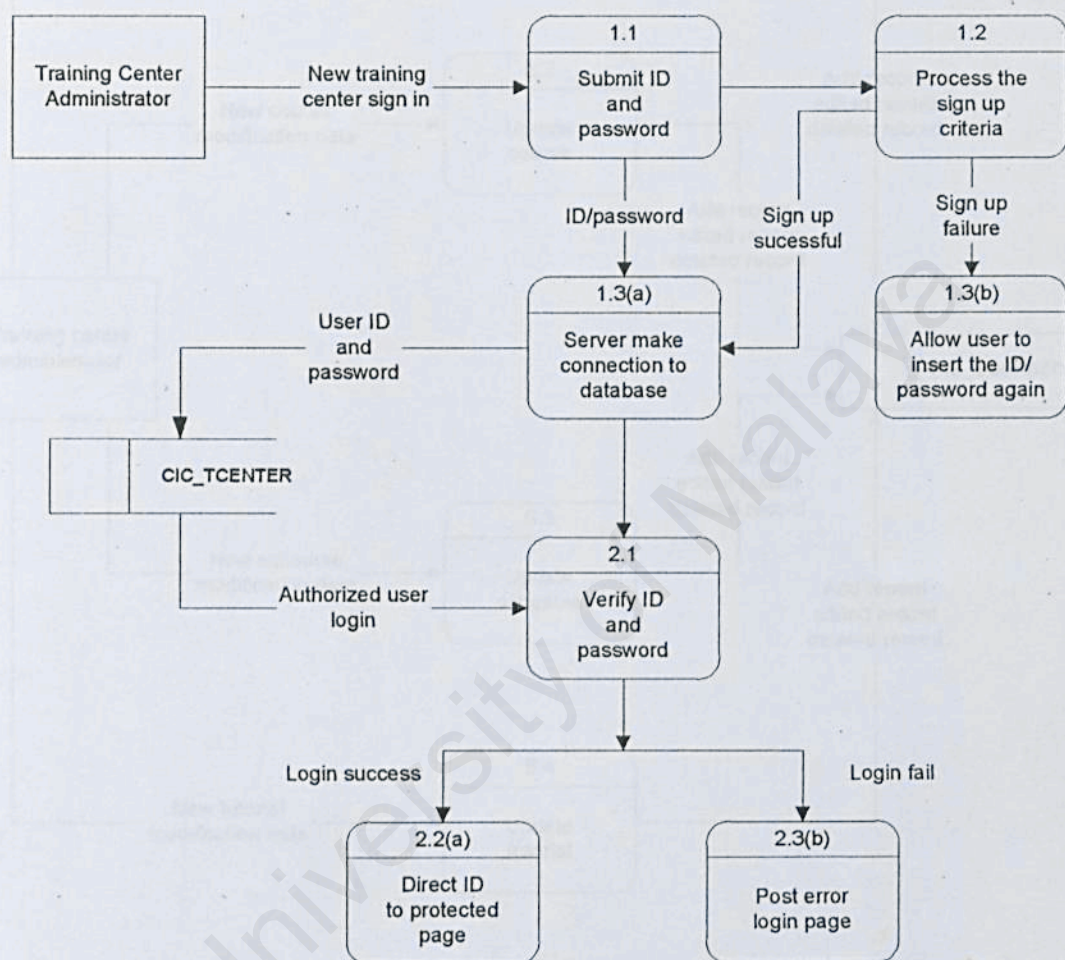 Training Center
Administrator
New training
center sign in
1.1
Submit ID
and
password
1.2
Process the
sign up
criteria
ID/password
Sign up
sucessful
Sign up
failure
1.3(a)
Server make
connection to
database
1.3(b)
Allow user to
insert the ID/
password again
User ID
and
password
CIC_TCENTER
Authorized user
login
2.1
Verify ID
and
password
Login success
Login fail
2.2(a)
Direct ID
to protected
page
2.3(b)
Post error
login page
University of Malaya